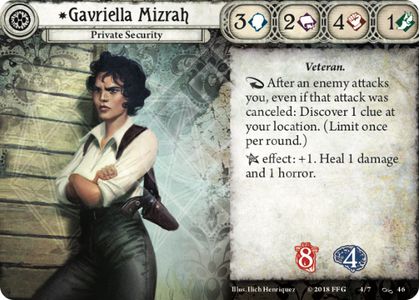 *Gavriella Mizrah
3 2 4 1
Private Security
Veteran.
After an enemy attacks
you, even if that attack was
canceled: Discover 1 clue at
your location. (Limit once
per round.)
effect: +1. Heal 1 damage
and 1 horror.
8 4
Illus. Ilich Henriquez © 2018 FFG 4/7 46